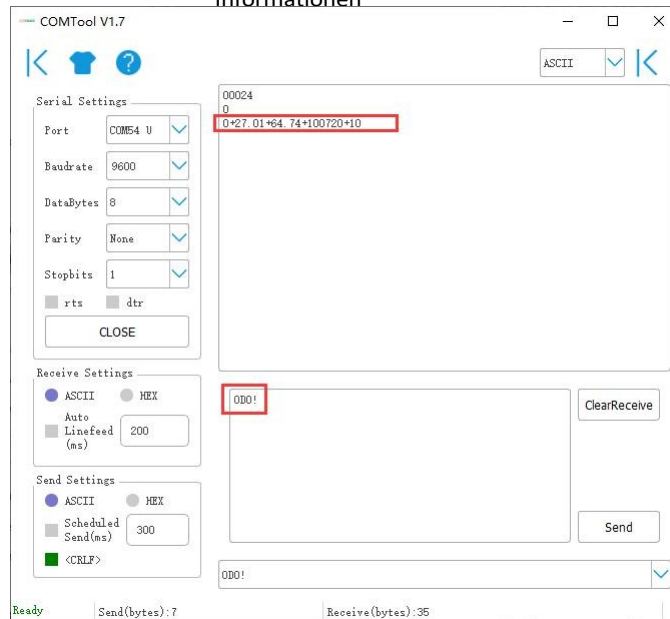 Informationen
COMTool V1.7
ASCII
Serial Settings
Port COM54 U
Baudrate 9600
DataBytes 8
Parity None
Stopbits 1
rts dtr
CLOSE
00024
0
0+27.01+64.74+100720+10
Receive Settings
ASCII HEX
Auto
Linefeed
(ms)
200
0D0!
ClearReceive
Send Settings
ASCII HEX
Scheduled
Send(ms)
300
<CRLF>
Send
0D0!
Ready Send(bytes):7 Receive(bytes):35